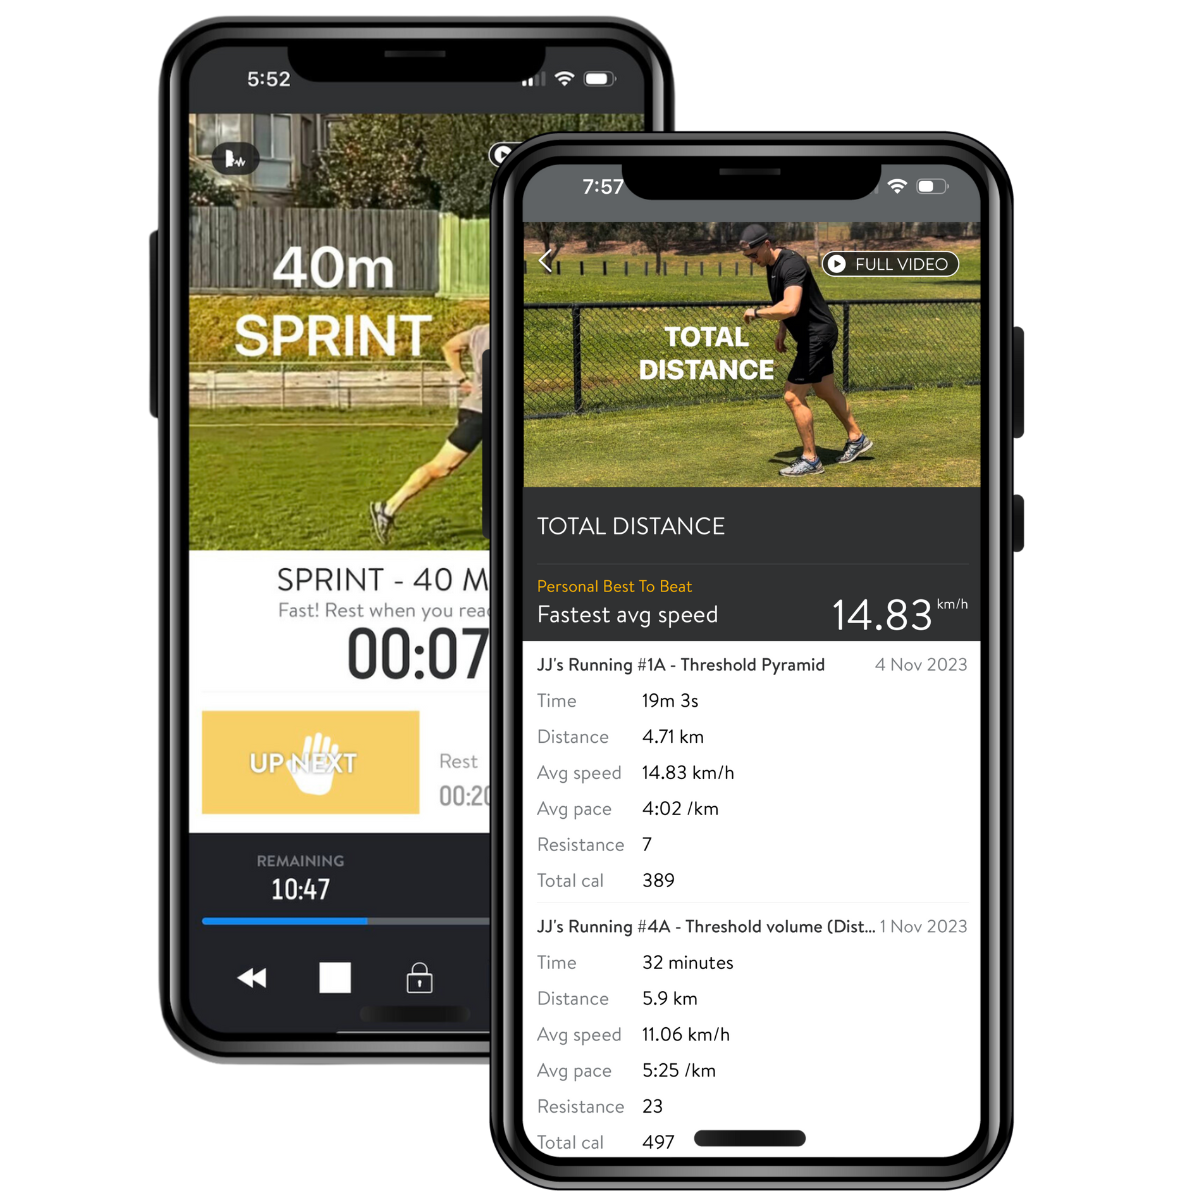 5:52
40m
SPRINT
SPRINT - 40 M
Fast! Rest when you
00:07
UP NEXT
Rest
00:20
REMAINING
10:47
7:57
FULL VIDEO
TOTAL
DISTANCE
TOTAL DISTANCE
Personal Best To Beat
Fastest avg speed 14.83 km/h
JJ's Running #1A - Threshold Pyramid 4 Nov 2023
Time 19m 3s
Distance 4.71 km
Avg speed 14.83 km/h
Avg pace 4:02 /km
Resistance 7
Total cal 389
JJ's Running #4A - Threshold volume (Dist... 1 Nov 2023
Time 32 minutes
Distance 5.9 km
Avg speed 11.06 km/h
Avg pace 5:25 /km
Resistance 23
Total cal 497